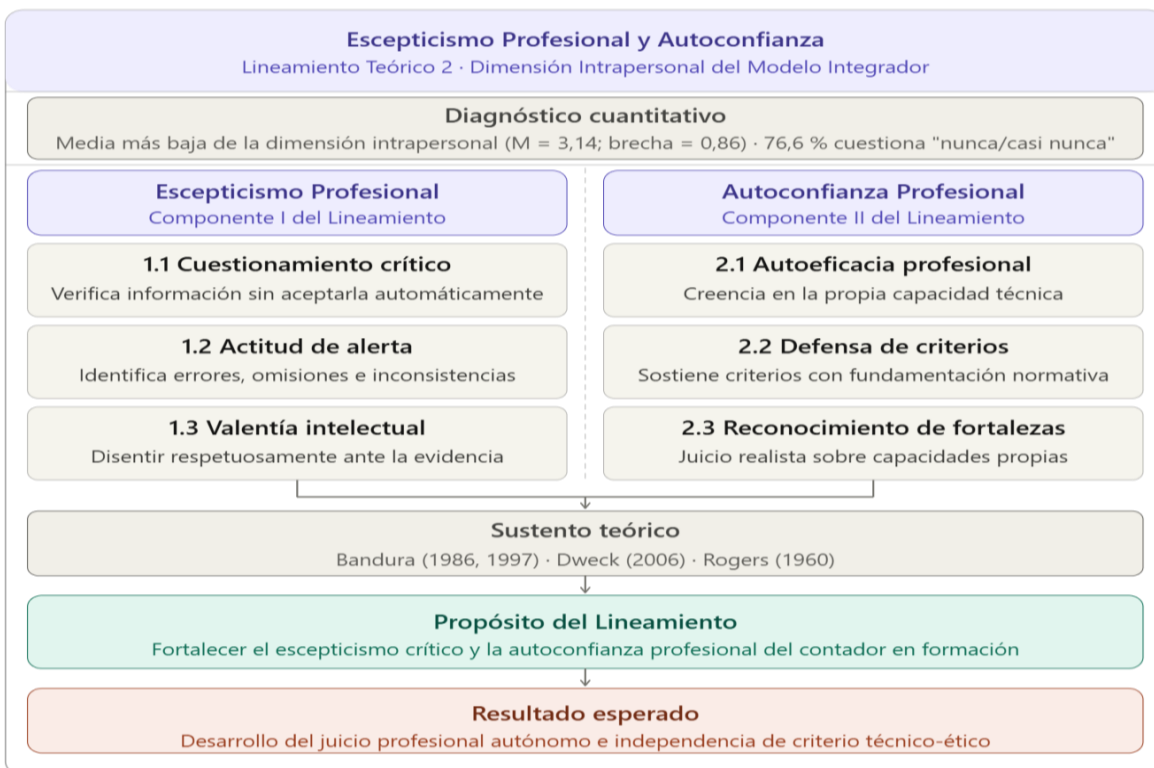 Escepticismo Profesional y Autoconfianza
Lineamiento Teórico 2 · Dimensión Intrapersonal del Modelo Integrador
Diagnóstico cuantitativo
Media más baja de la dimensión intrapersonal (M = 3,14; brecha = 0,86) · 76,6 % cuestiona "nunca/casi nunca"
Escepticismo Profesional
Componente I del Lineamiento
1.1 Cuestionamiento crítico
Verifica información sin aceptarla automáticamente
1.2 Actitud de alerta
Identifica errores, omisiones e inconsistencias
1.3 Valentía intelectual
Disentir respetuosamente ante la evidencia
Autoconfianza Profesional
Componente II del Lineamiento
2.1 Autoeficacia profesional
Creencia en la propia capacidad técnica
2.2 Defensa de criterios
Sostiene criterios con fundamentación normativa
2.3 Reconocimiento de fortalezas
Juicio realista sobre capacidades propias
Sustento teórico
Bandura (1986, 1997) · Dweck (2006) · Rogers (1960)
Propósito del Lineamiento
Fortalecer el escepticismo crítico y la autoconfianza profesional del contador en formación
Resultado esperado
Desarrollo del juicio profesional autónomo e independencia de criterio técnico-ético